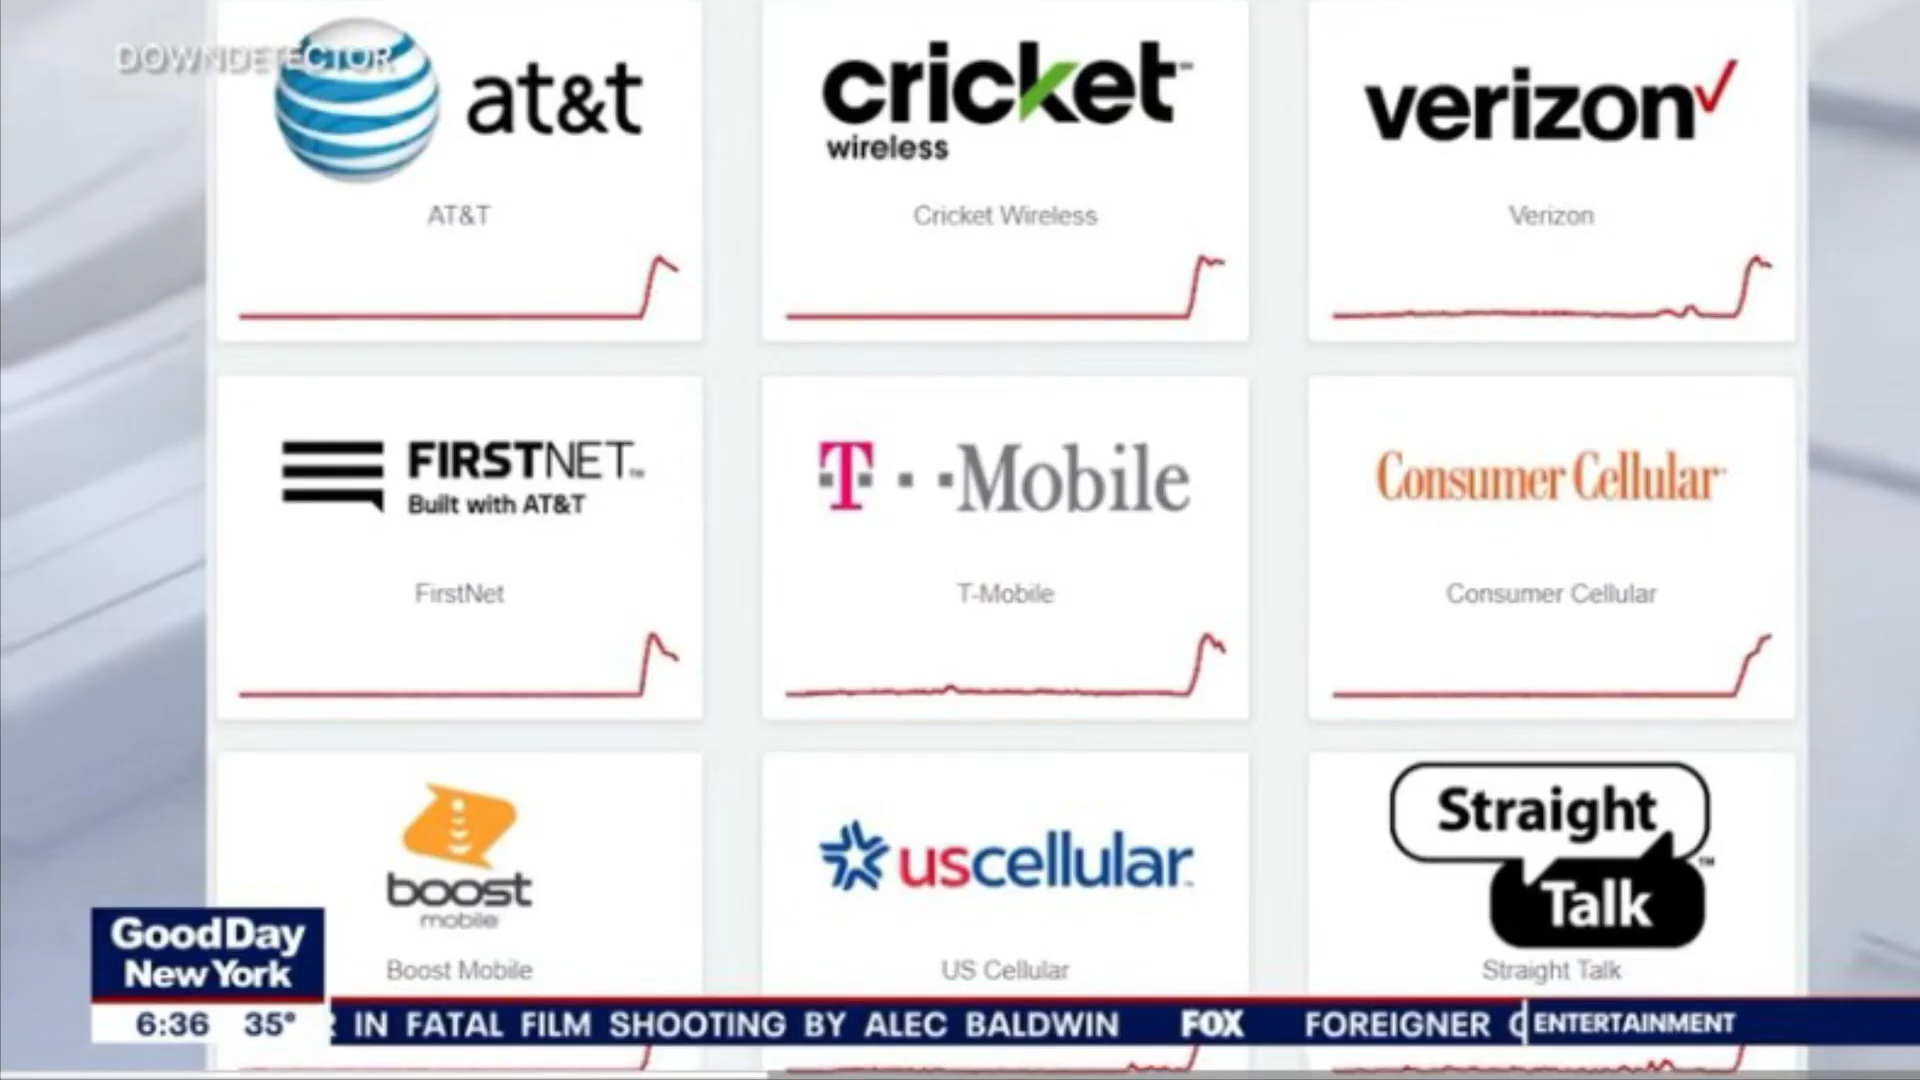 DOWNDETECTOR
at&t
cricket
wireless
verizon
AT&T
Cricket Wireless
Verizon
FIRSTNET™
Built with AT&T
T Mobile
Consumer Cellular
FirstNet
T-Mobile
Consumer Cellular
boost
mobile
uscellular
Straight
Talk™
Boost Mobile
US Cellular
Straight Talk
Good Day
New York
6:36 35°
IN FATAL FILM SHOOTING BY ALEC BALDWIN FOX FOREIGNER
ENTERTAINMENT